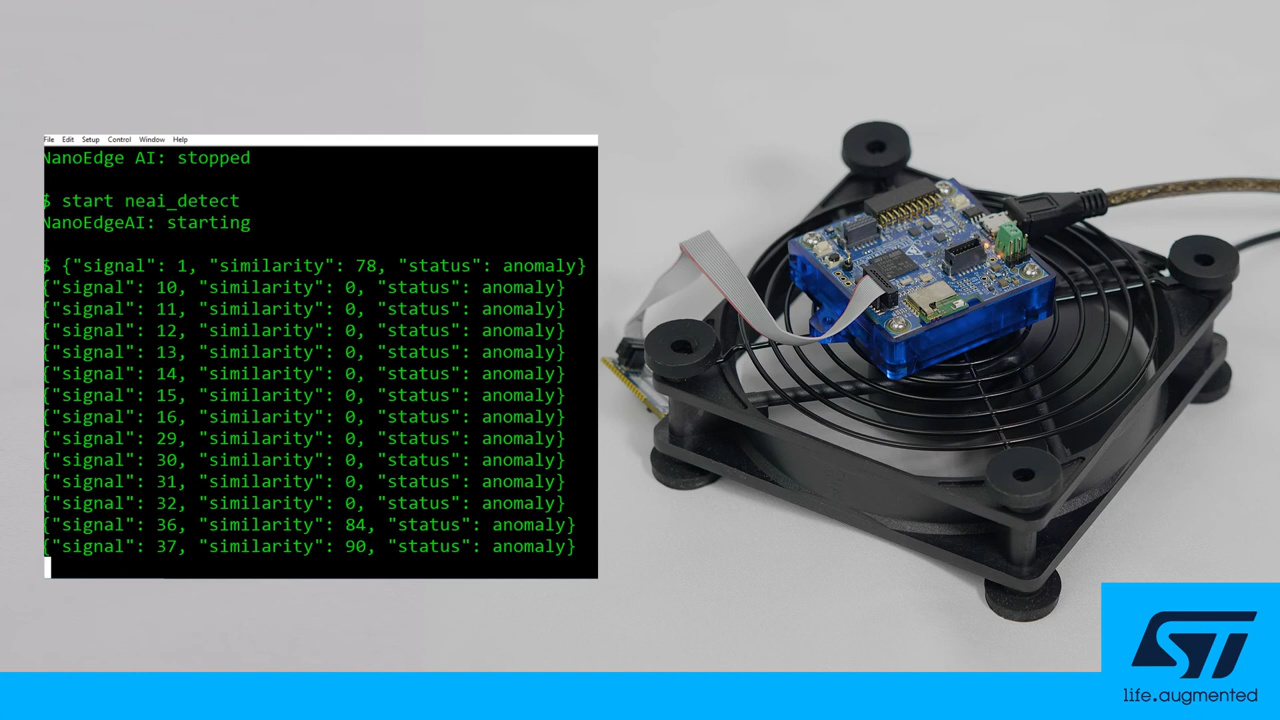 File Edit Setup Control Window Help
NanoEdge AI: stopped
$ start neai_detect
NanoEdgeAI: starting
$ {"signal": 1, "similarity": 78, "status": anomaly}
{"signal": 10, "similarity": 0, "status": anomaly}
{"signal": 11, "similarity": 0, "status": anomaly}
{"signal": 12, "similarity": 0, "status": anomaly}
{"signal": 13, "similarity": 0, "status": anomaly}
{"signal": 14, "similarity": 0, "status": anomaly}
{"signal": 15, "similarity": 0, "status": anomaly}
{"signal": 16, "similarity": 0, "status": anomaly}
{"signal": 29, "similarity": 0, "status": anomaly}
{"signal": 30, "similarity": 0, "status": anomaly}
{"signal": 31, "similarity": 0, "status": anomaly}
{"signal": 32, "similarity": 0, "status": anomaly}
{"signal": 36, "similarity": 84, "status": anomaly}
{"signal": 37, "similarity": 90, "status": anomaly}
ST
life.augmented